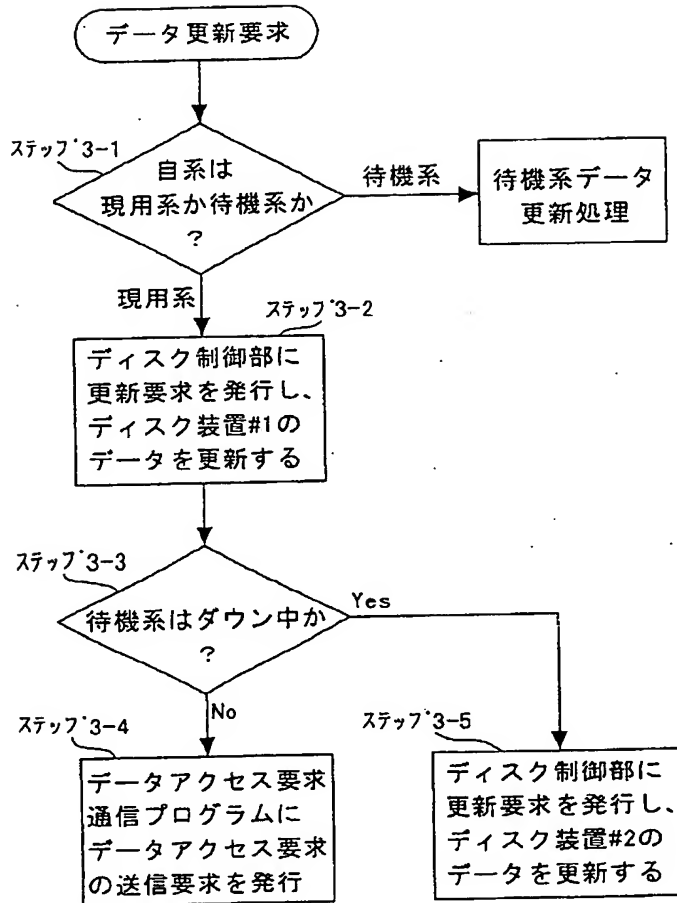 データ更新要求
ステップ3-1
自系は
現用系か待機系か
?
待機系
待機系データ
更新処理
現用系
ステップ3-2
ディスク制御部に
更新要求を発行し、
ディスク装置#1の
データを更新する
ステップ3-3
待機系はダウン中か
?
Yes
No
ステップ3-4
データアクセス要求
通信プログラムに
データアクセス要求
の送信要求を発行
ステップ3-5
ディスク制御部に
更新要求を発行し、
ディスク装置#2の
データを更新する